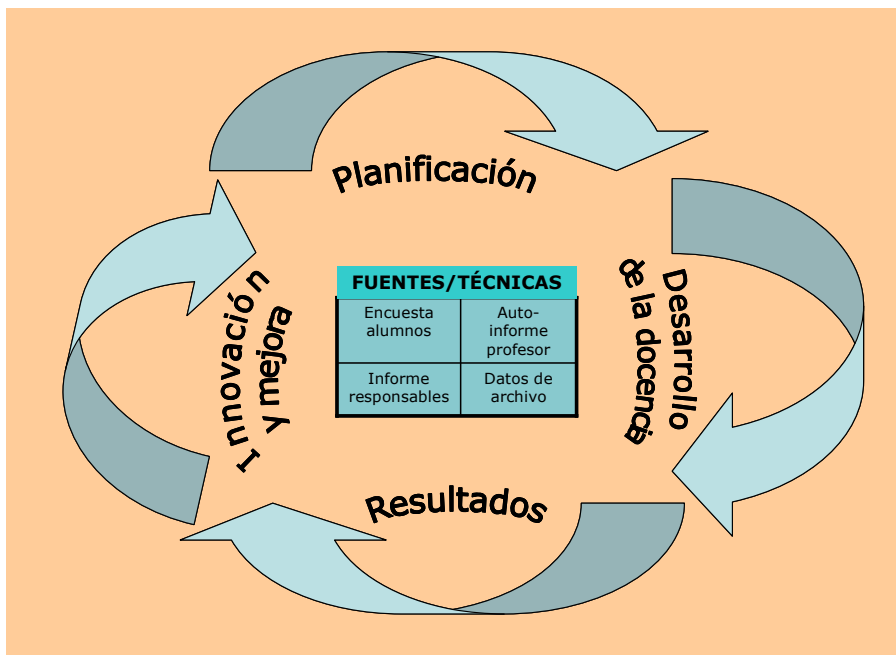 Planificación
Desarrollo
de la docencia
Resultados
Innovación
y mejora
FUENTES/TÉCNICAS
Encuesta
alumnos
Auto-
informe
profesor
Informe
responsables
Datos de
archivo